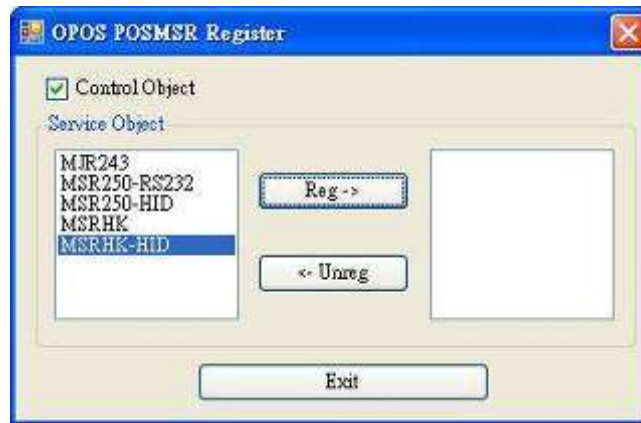 OPOS POSMSR Register
Control Object
Service Object
MJR243
MSR250-RS232
MSR250-HID
MSRHK
MSRHK-HID
Reg ->
<- Unreg
Exit